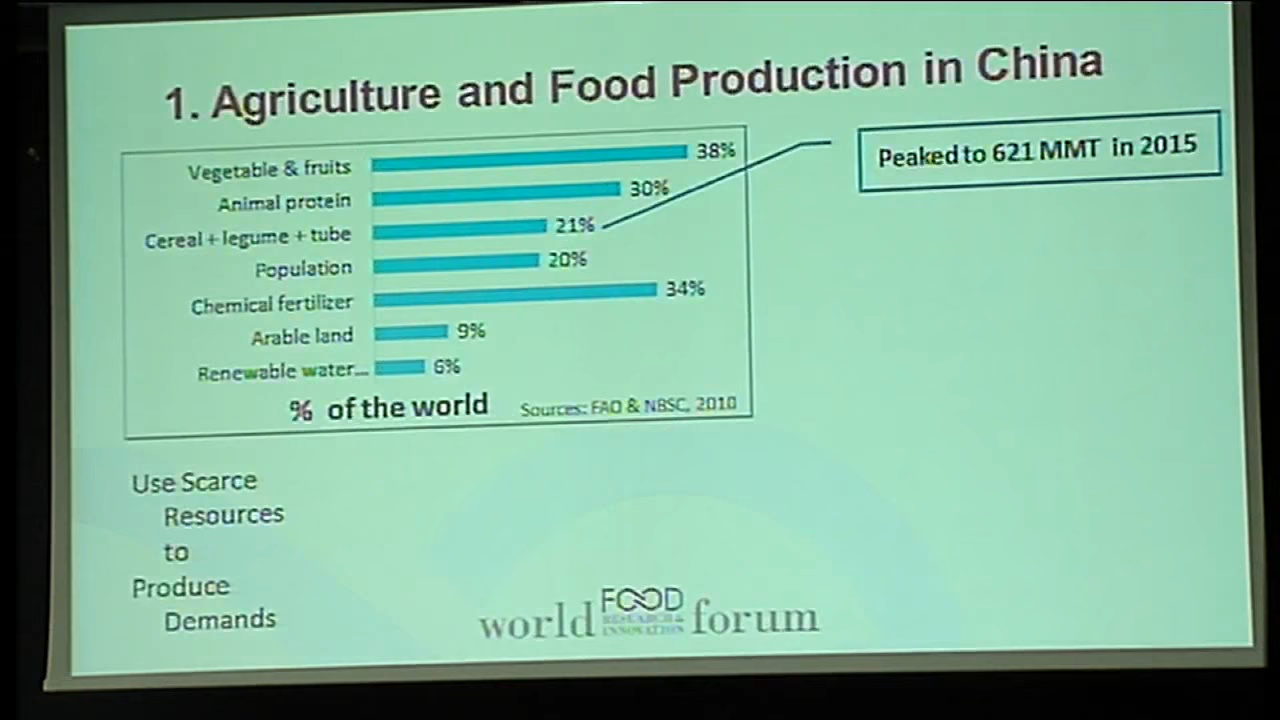 1. Agriculture and Food Production in China
Peaked to 621 MMT in 2015
Vegetable & fruits 38%
Animal protein 30%
Cereal + legume + tube 21%
Population 20%
Chemical fertilizer 34%
Arable land 9%
Renewable water... 6%
% of the world
Sources: FAO & NBSC, 2010
Use Scarce
Resources
to
Produce
Demands
world FOOD RESEARCH & INNOVATION forum